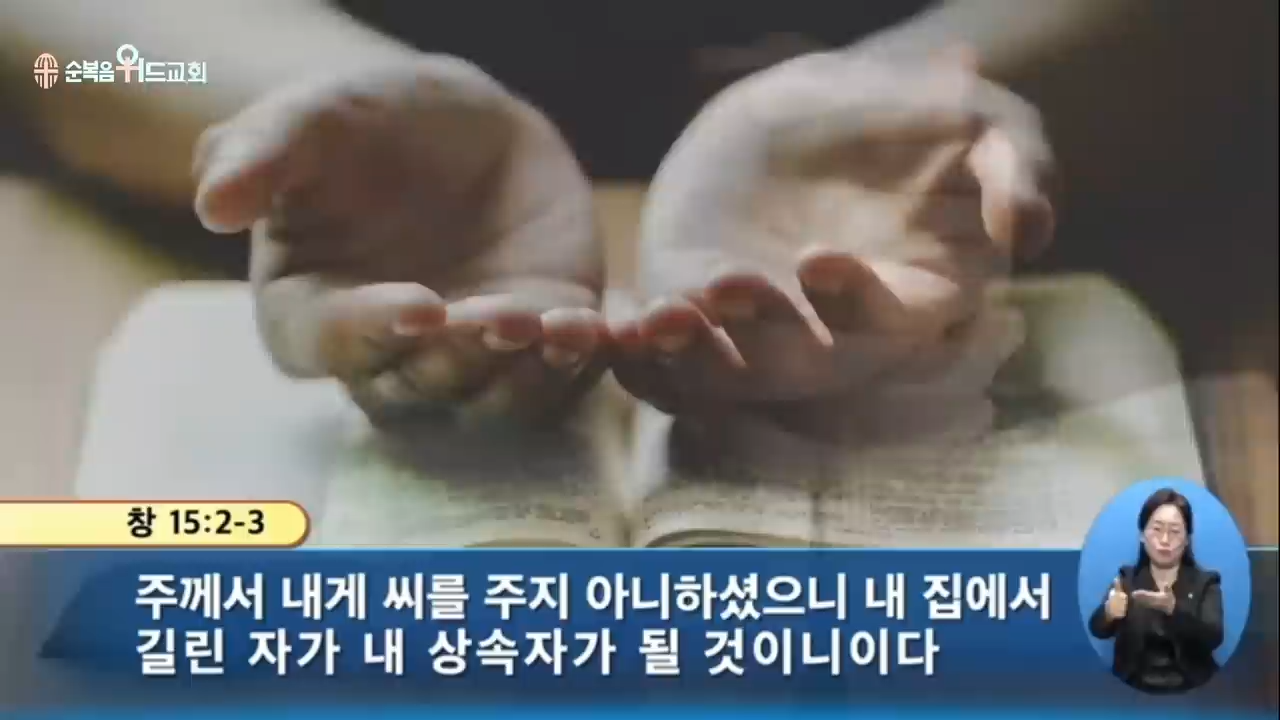 순복음위드교회
창 15:2-3
주께서 내게 씨를 주지 아니하셨으니 내 집에서
길린 자가 내 상속자가 될 것이니이다